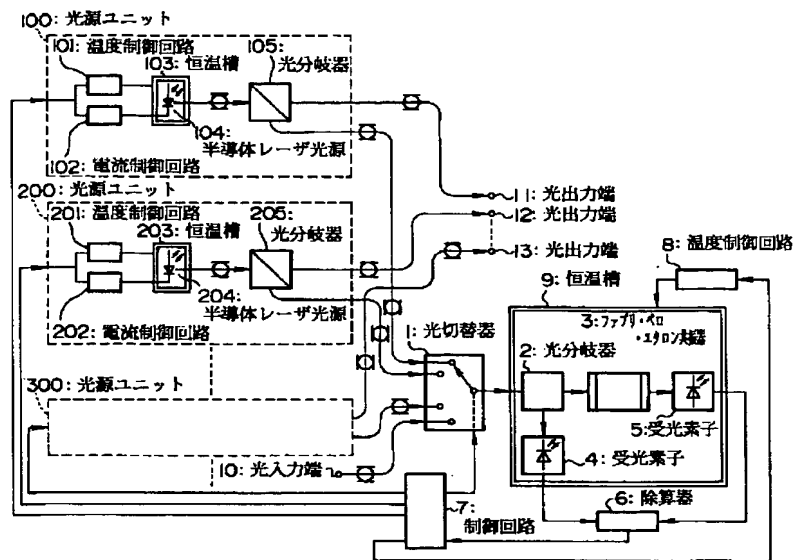 100: 光源ユニット
101: 温度制御回路
103: 恒温槽
105:
光分岐器
104:
半導体レーザ光源
102: 電流制御回路
200: 光源ユニット
201: 温度制御回路
203: 恒温槽
205:
光分岐器
204:
半導体レーザ光源
202: 電流制御回路
300: 光源ユニット
11: 光出力端
12: 光出力端
13: 光出力端
8: 温度制御回路
9: 恒温槽
1: 光切替器
3: ファブリ・ペロ
・エタロン共振器
2: 光分岐器
5: 受光素子
4: 受光素子
10: 光入力端
6: 除算器
7:
制御回路